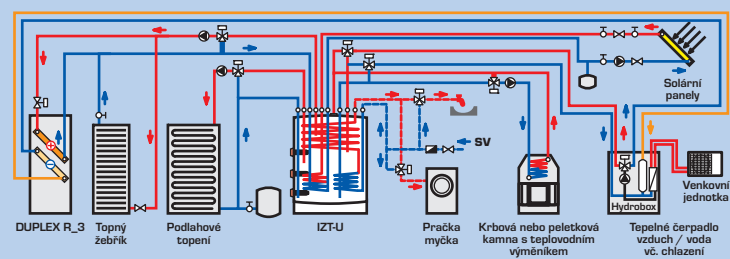 Solární
panely
SV
Hydrobox
DUPLEX R_3
Topný
žebřík
Podlahové
topení
IZT-U
Pračka
myčka
Krbová nebo peletková
kamna s teplovodním
výměníkem
Tepelné čerpadlo
vzduch / voda
vč. chlazení
Venkovní
jednotka